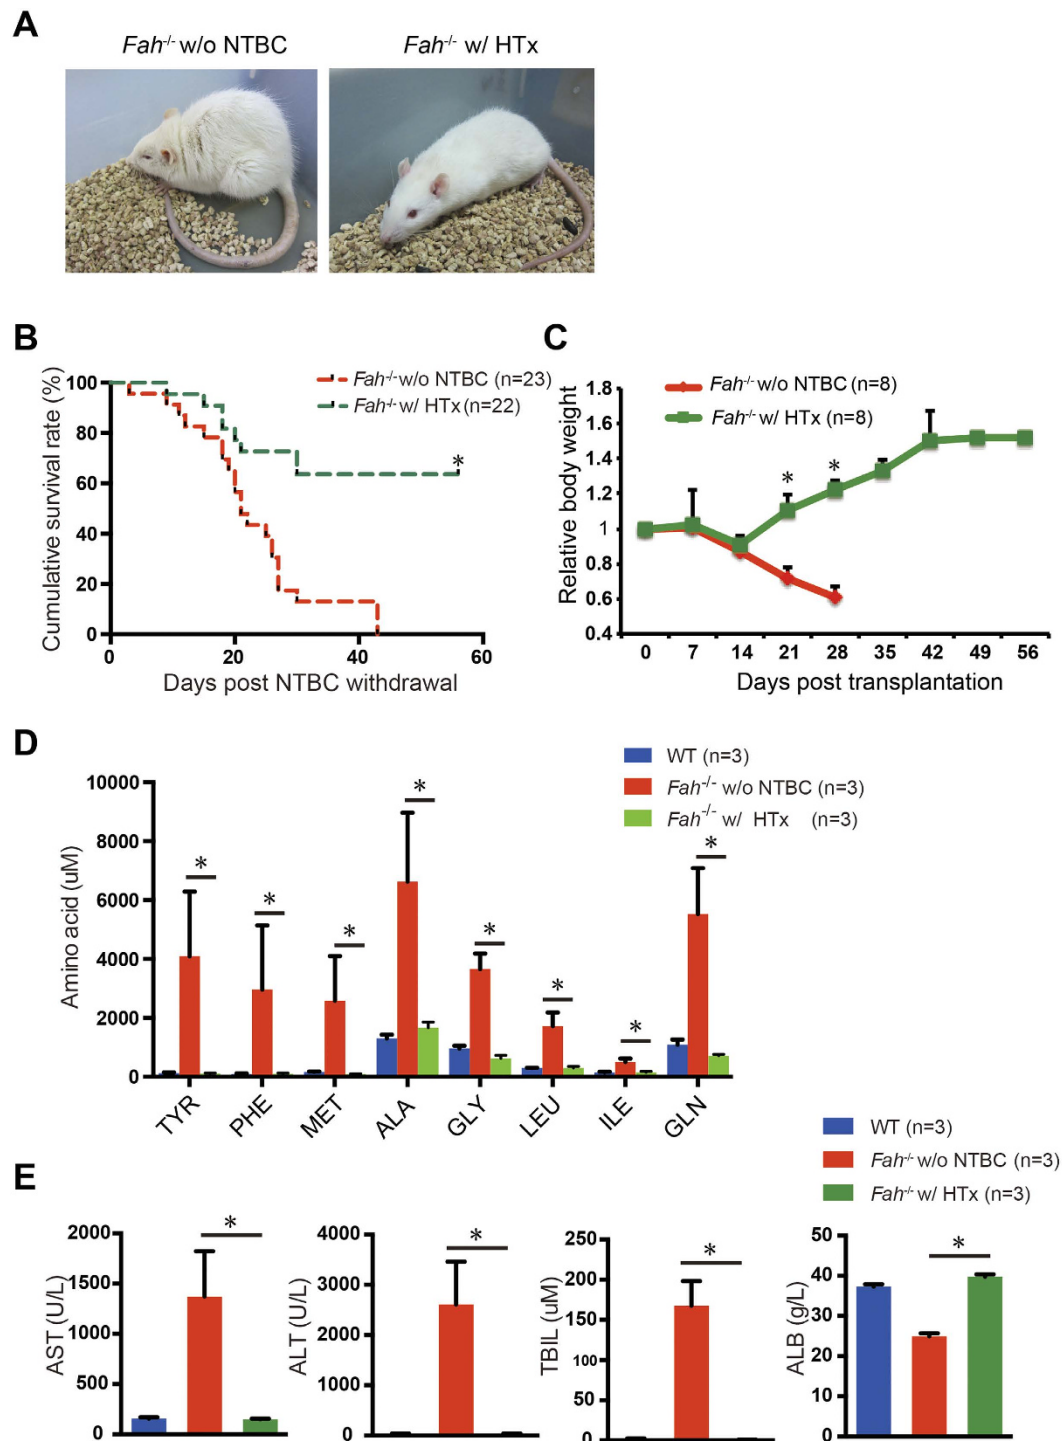 A
Fah-/- w/o NTBC
Fah-/- w/ HTx
B
Cumulative survival rate (%)
100
80
60
40
20
0
0 20 40 60
Days post NTBC withdrawal
Fah-/- w/o NTBC (n=23)
Fah-/- w/ HTx (n=22)
*
C
Relative body weight
1.8
1.6
1.4
1.2
1
0.8
0.6
0.4
0 7 14 21 28 35 42 49 56
Days post transplantation
Fah-/- w/o NTBC (n=8)
Fah-/- w/ HTx (n=8)
* *
D
WT (n=3)
Fah-/- w/o NTBC (n=3)
Fah-/- w/ HTx (n=3)
Amino acid (uM)
10000
8000
6000
4000
2000
0
* * * * * * * *
TYR PHE MET ALA GLY LEU ILE GLN
WT (n=3)
Fah-/- w/o NTBC (n=3)
Fah-/- w/ HTx (n=3)
E
AST (U/L)
2000
1500
1000
500
0
*
ALT (U/L)
4000
3000
2000
1000
0
*
TBIL (uM)
250
200
150
100
50
0
*
ALB (g/L)
50
40
30
20
10
0
*